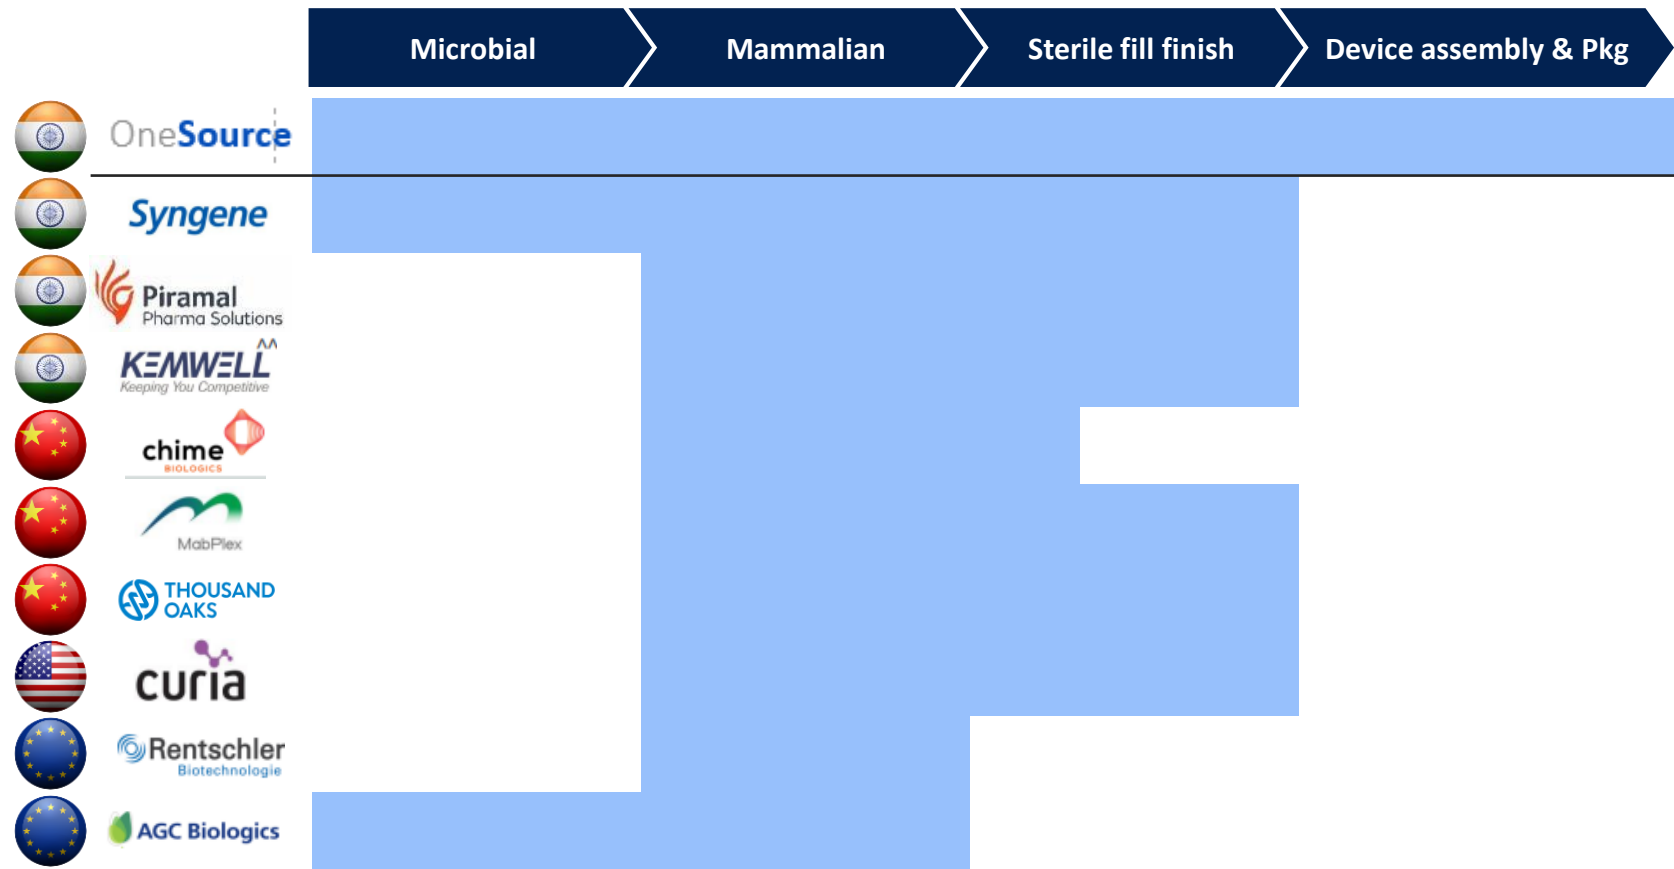 Microbial
Mammalian
Sterile fill finish
Device assembly & Pkg
OneSource
Syngene
Piramal
Pharma Solutions
KEMWELL
Keeping You Competitive
chime
BIOLOGICS
MabPlex
THOUSAND
OAKS
curia
Rentschler
Biotechnologie
AGC Biologics